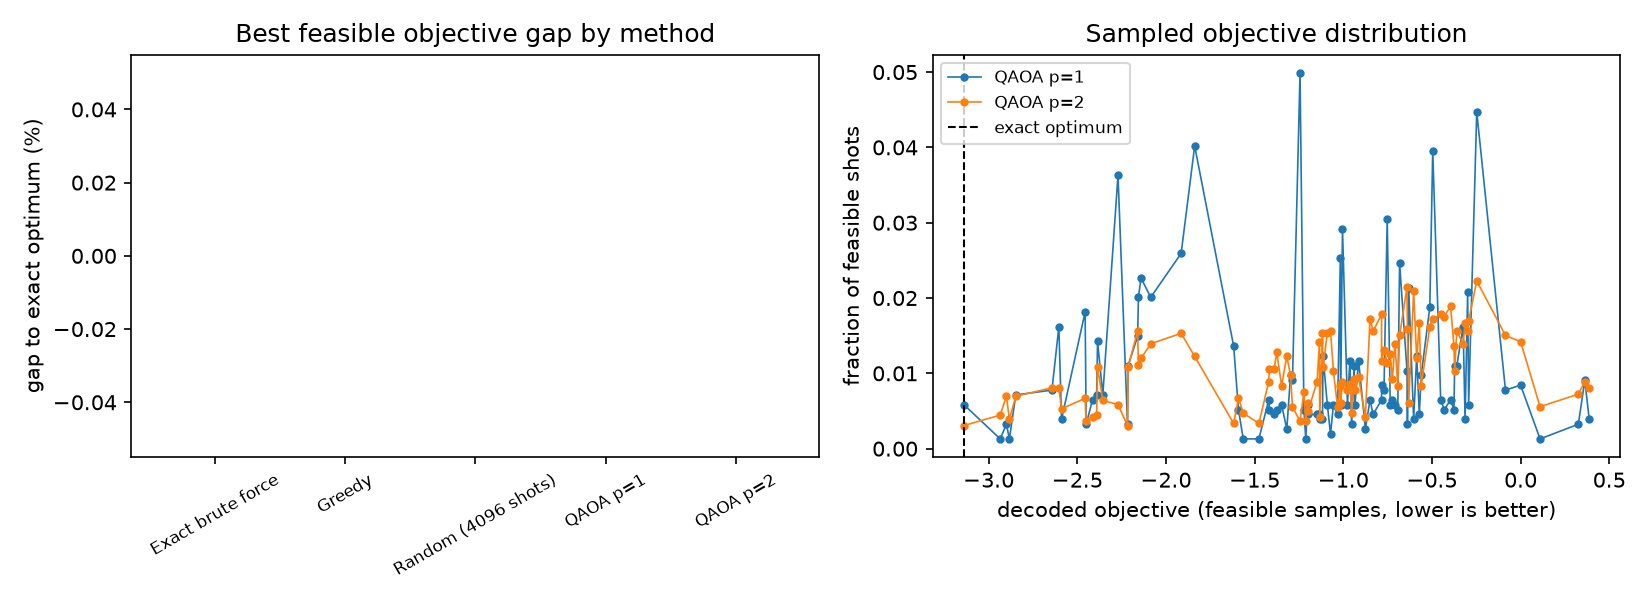 Best feasible objective gap by method
gap to exact optimum (%)
0.04
0.02
0.00
−0.02
−0.04
Exact brute force
Greedy
Random (4096 shots)
QAOA p=1
QAOA p=2
Sampled objective distribution
QAOA p=1
QAOA p=2
exact optimum
fraction of feasible shots
0.05
0.04
0.03
0.02
0.01
0.00
−3.0
−2.5
−2.0
−1.5
−1.0
−0.5
0.0
0.5
decoded objective (feasible samples, lower is better)